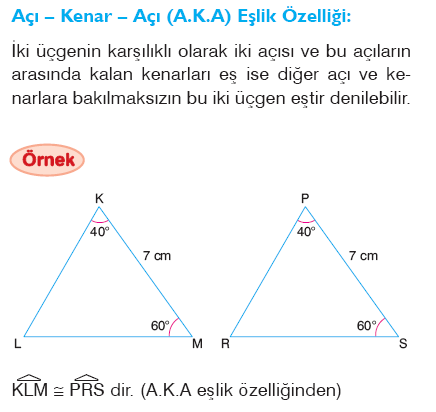 Açı – Kenar – Açı (A.K.A) Eşlik Özelliği:
İki üçgenin karşılıklı olarak iki açısı ve bu açıların
arasında kalan kenarları eş ise diğer açı ve ke-
narlara bakılmaksızın bu iki üçgen eştir denilebilir.
Örnek
K P
40° 40°
7 cm 7 cm
60° 60°
L M R S
KLM ≅ PRS dir. (A.K.A eşlik özelliğinden)